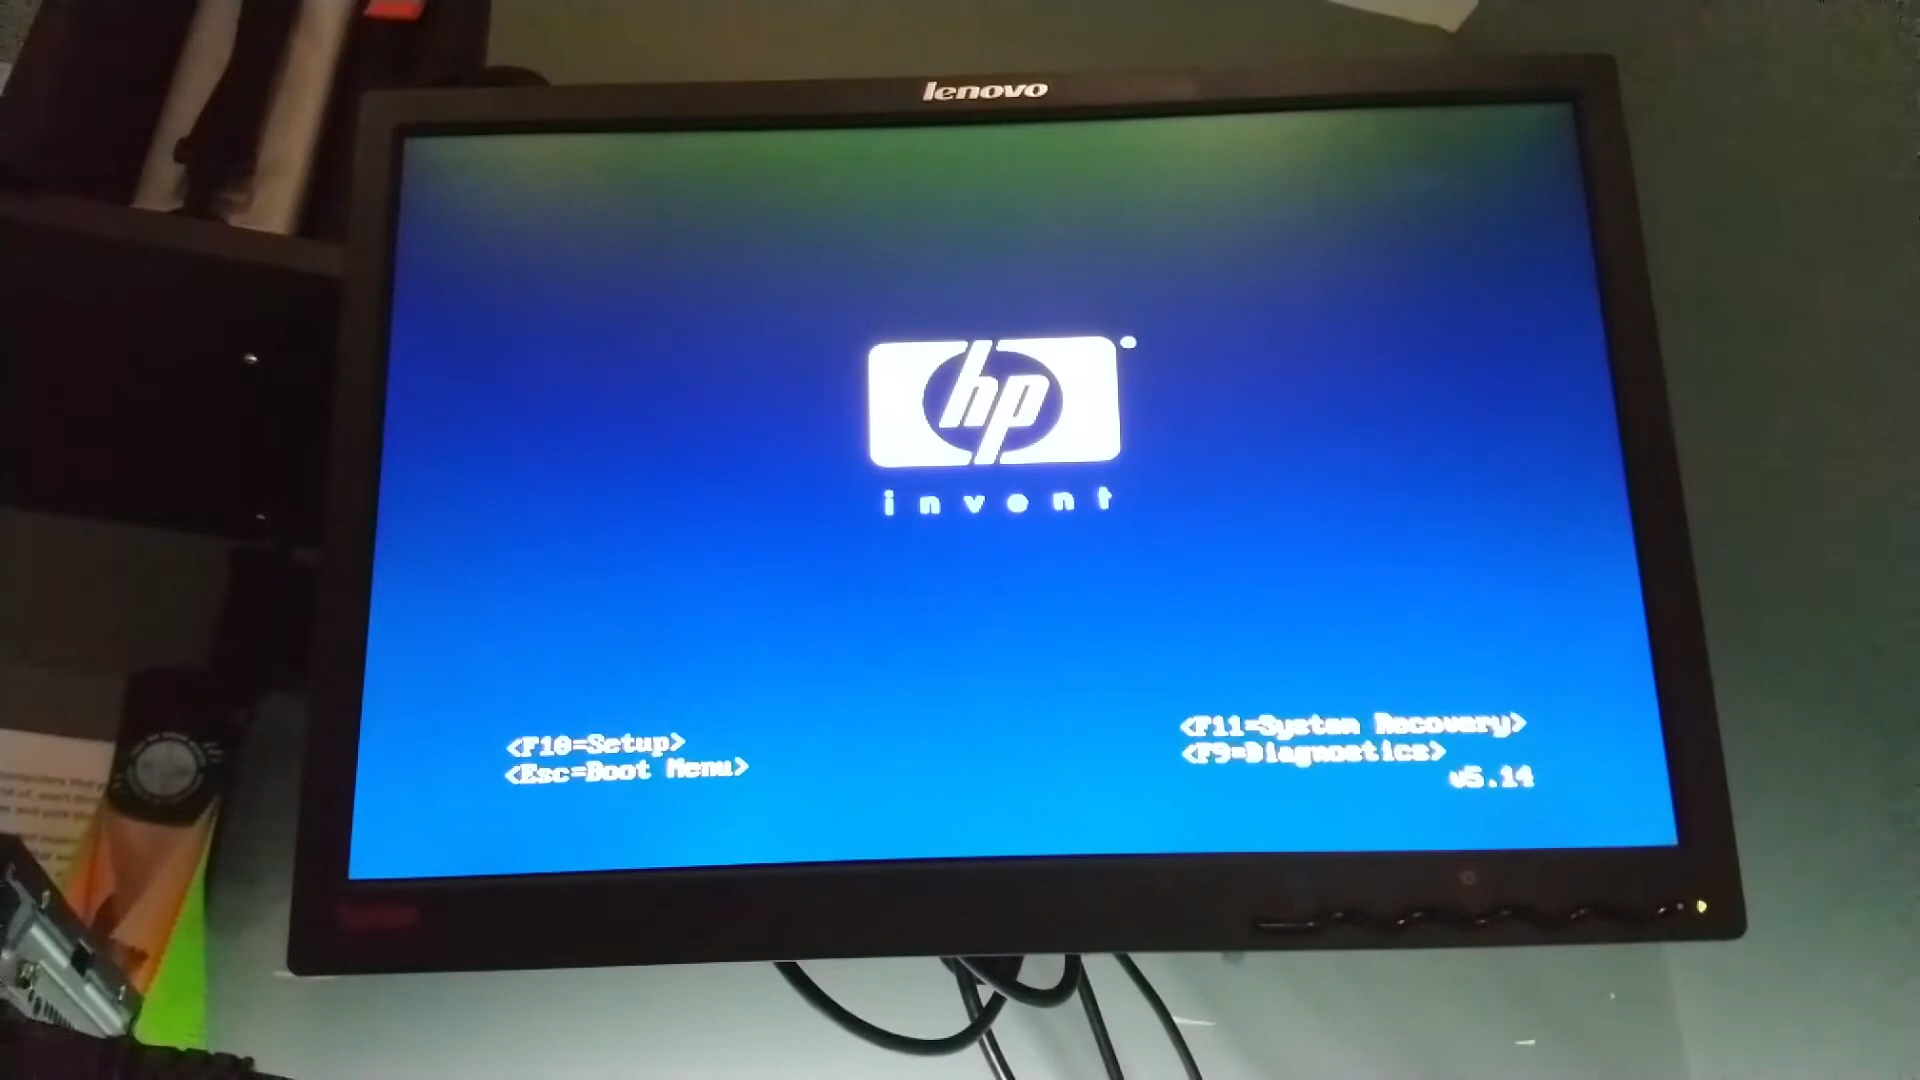 lenovo
hp
invent
<F10=Setup>
<Esc=Boot Menu>
<F11=System Recovery>
<F9=Diagnostics>
v5.14